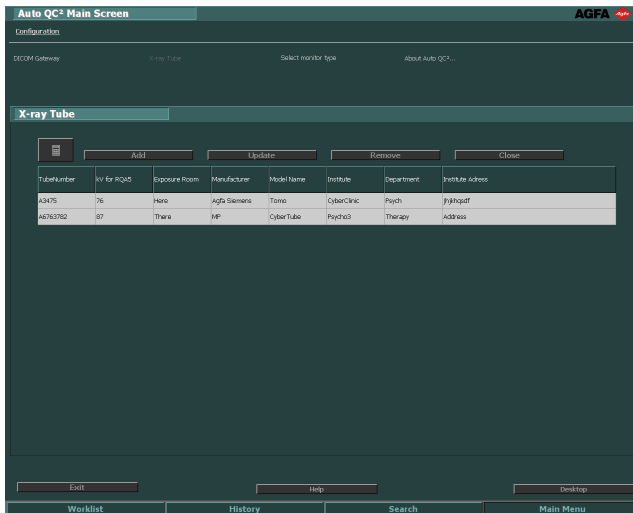 Auto QC² Main Screen
AGFA Agfa
Configuration
DICOM Gateway X-ray Tube Select monitor type About Auto QC²...
X-ray Tube
Add Update Remove Close
TubeNumber kV for RQA5 Exposure Room Manufacturer Model Name Institute Department Institute Adress
A3475 76 Here Agfa Siemens Tomo CyberClinic Psych jhjkhqsdf
A6763782 87 There MP CyberTube Psycho3 Therapy Address
Exit Help Desktop
Worklist History Search Main Menu